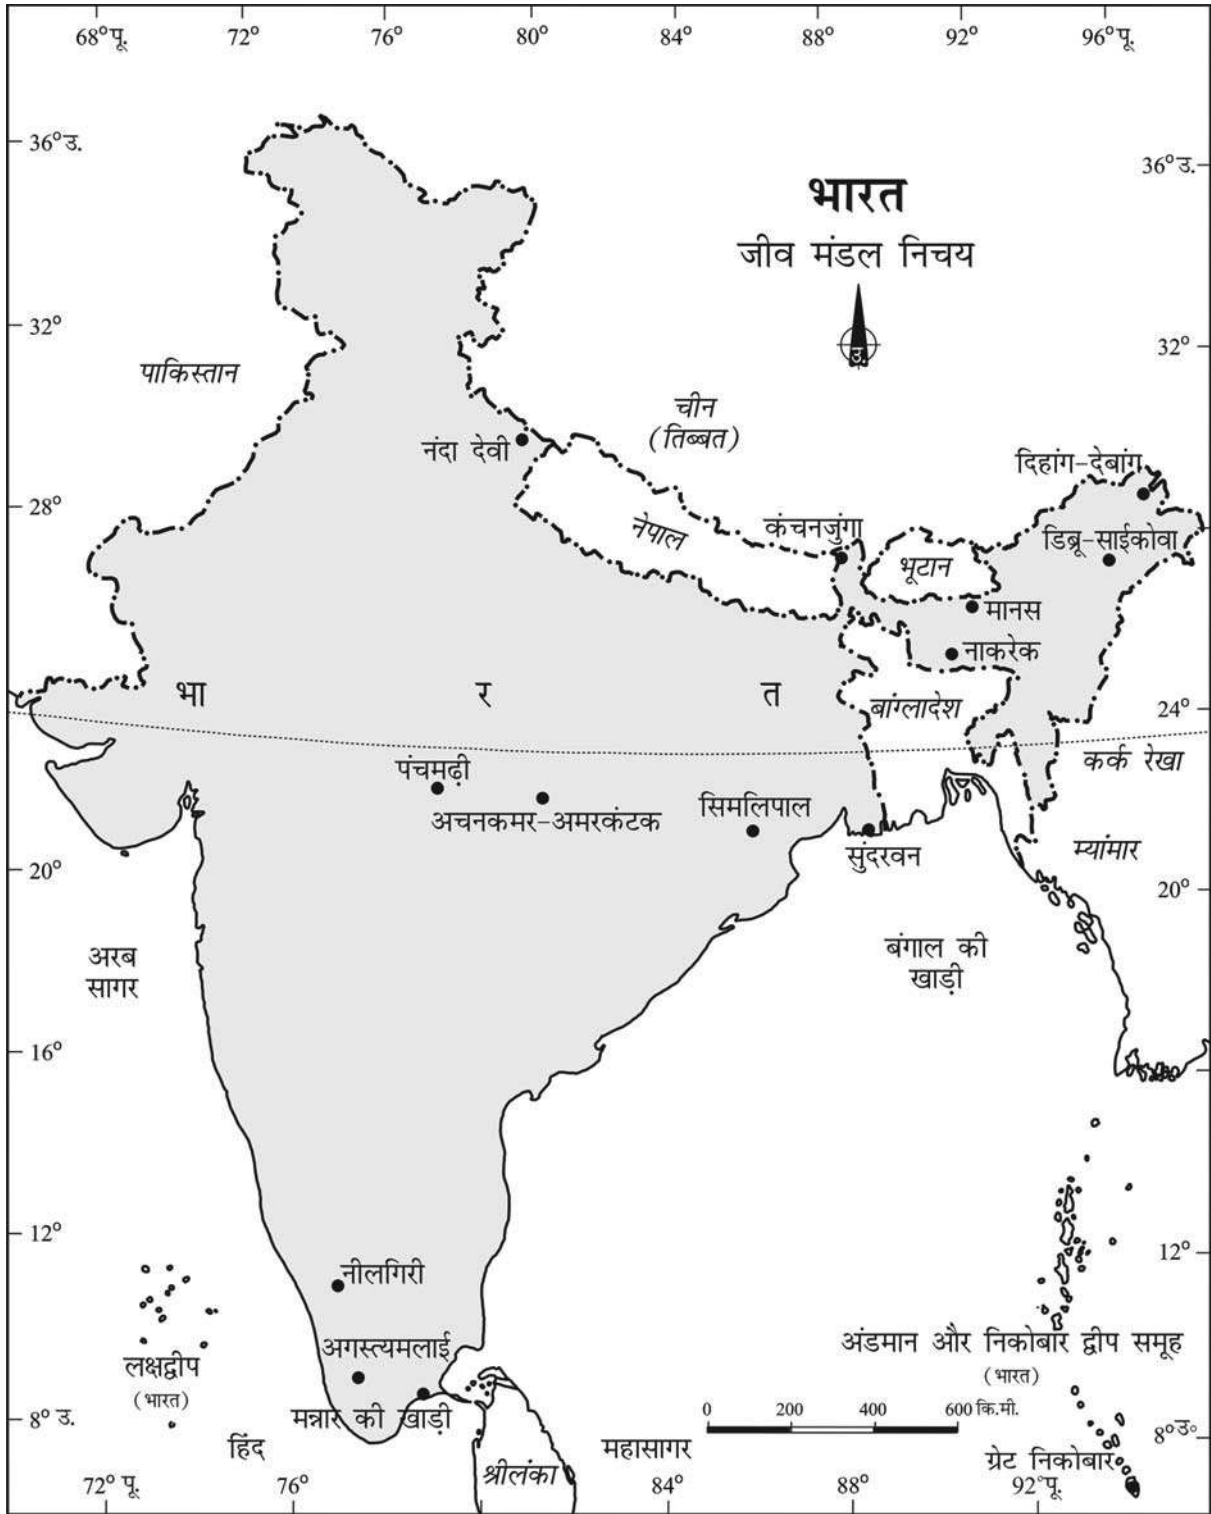 68°पू. 72° 76° 80° 84° 88° 92° 96°पू.
36°उ.
36°उ.
भारत
जीव मंडल निचय
उ.
32°
32°
पाकिस्तान
चीन
(तिब्बत)
नंदा देवी
दिहांग-देबांग
28°
नेपाल
कंचनजुंगा
डिब्रू-साईकोवा
भूटान
मानस
नाकरेक
भा र त
बांग्लादेश
24°
कर्क रेखा
पंचमढ़ी
अचनकमर-अमरकंटक
सिमलिपाल
सुंदरवन
म्यांमार
20°
20°
अरब
सागर
बंगाल की
खाड़ी
16°
12°
12°
नीलगिरी
अगस्त्यमलाई
लक्षद्वीप
(भारत)
मन्नार की खाड़ी
अंडमान और निकोबार द्वीप समूह
(भारत)
0 200 400 600 कि.मी.
8°उ.
8°उ°
हिंद
महासागर
श्रीलंका
ग्रेट निकोबार
72° पू. 76° 84° 88° 92°पू.